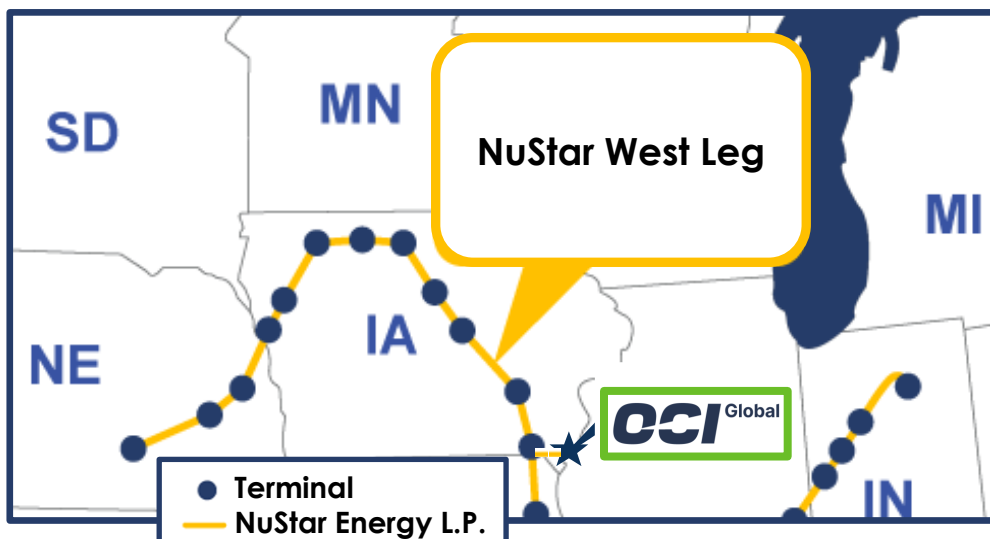 SD
MN
NuStar West Leg
MI
NE
IA
OCI Global
IN
Terminal
NuStar Energy L.P.